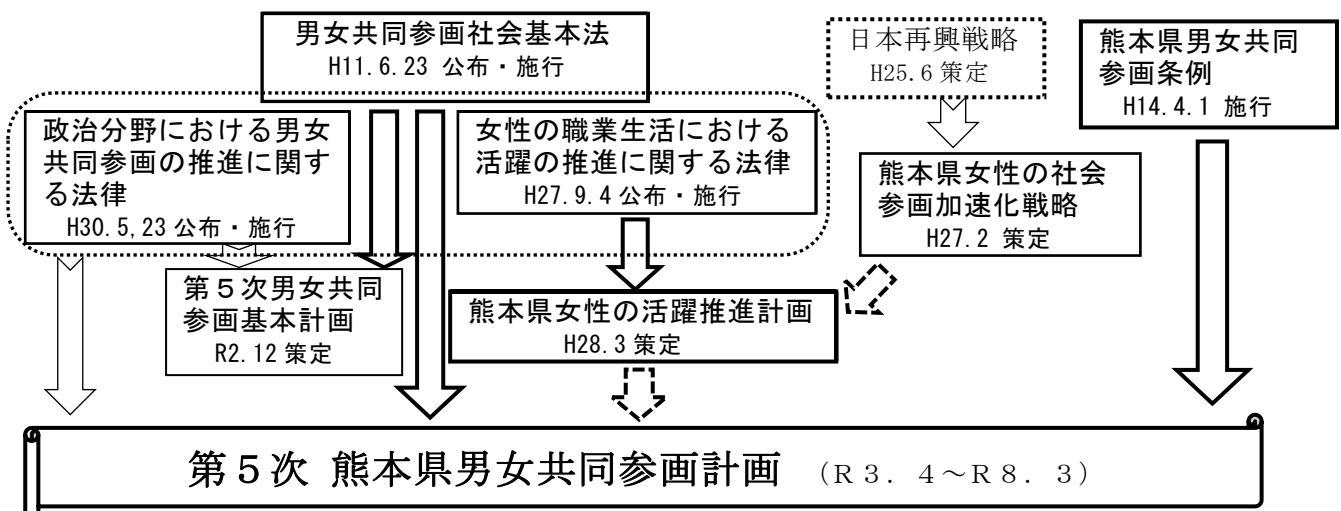 男女共同参画社会基本法
H11.6.23 公布・施行
日本再興戦略
H25.6 策定
熊本県男女共同
参画条例
H14.4.1 施行
政治分野における男女
共同参画の推進に関す
る法律
H30.5,23 公布・施行
女性の職業生活における
活躍の推進に関する法律
H27.9.4 公布・施行
熊本県女性の社会
参画加速化戦略
H27.2 策定
第5次男女共同
参画基本計画
R2.12 策定
熊本県女性の活躍推進計画
H28.3 策定
第5次 熊本県男女共同参画計画 (R3.4~R8.3)